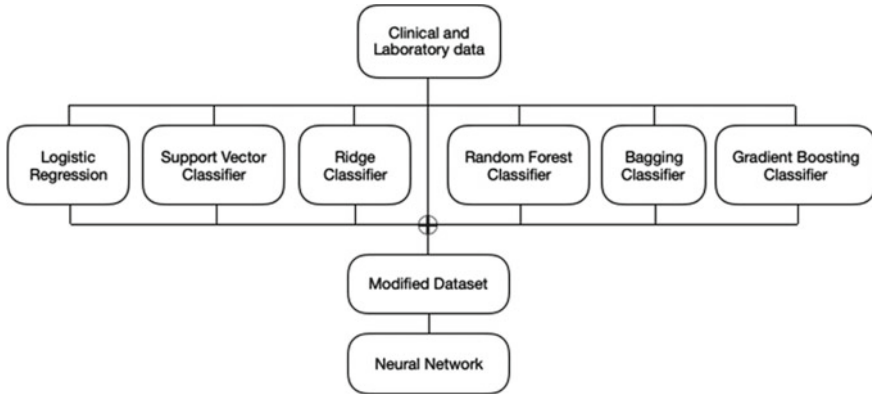 Clinical and
Laboratory data
Logistic
Regression
Support Vector
Classifier
Ridge
Classifier
Random Forest
Classifier
Bagging
Classifier
Gradient Boosting
Classifier
Modified Dataset
Neural Network